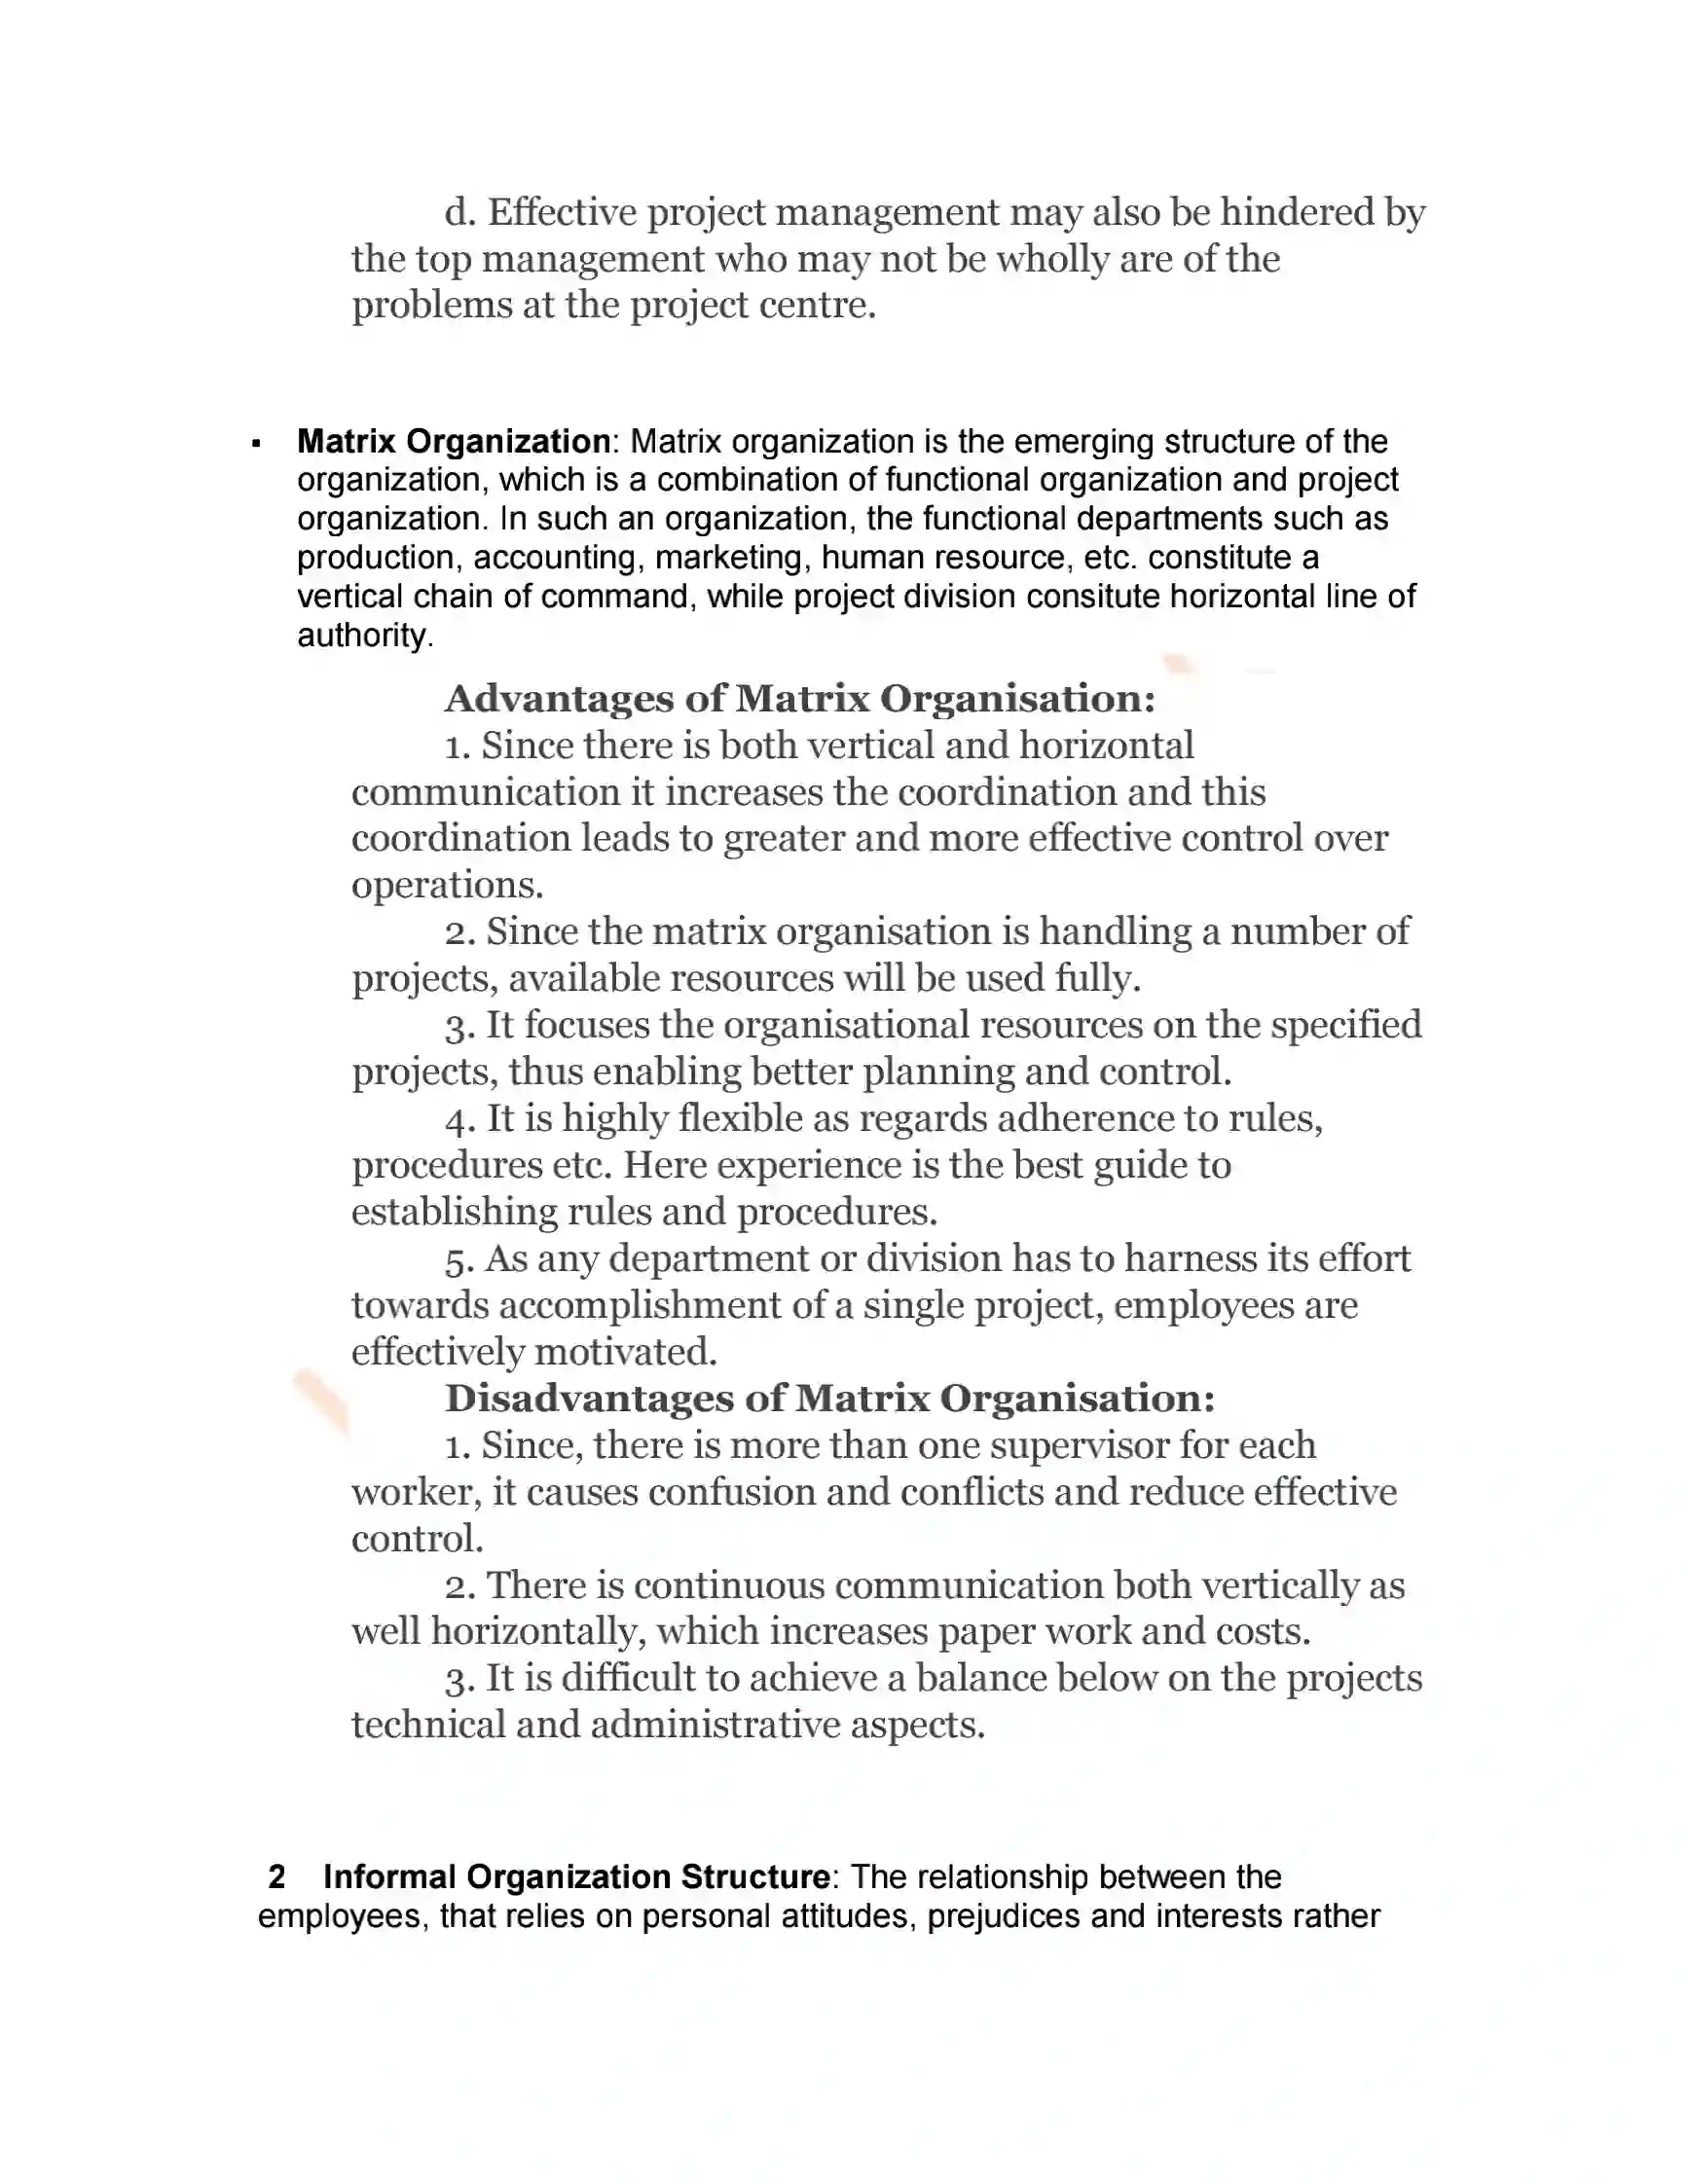 d. Effective project management may also be hindered by
the top management who may not be wholly are of the
problems at the project centre.
▪ Matrix Organization: Matrix organization is the emerging structure of the
organization, which is a combination of functional organization and project
organization. In such an organization, the functional departments such as
production, accounting, marketing, human resource, etc. constitute a
vertical chain of command, while project division consitute horizontal line of
authority.
Advantages of Matrix Organisation:
1. Since there is both vertical and horizontal
communication it increases the coordination and this
coordination leads to greater and more effective control over
operations.
2. Since the matrix organisation is handling a number of
projects, available resources will be used fully.
3. It focuses the organisational resources on the specified
projects, thus enabling better planning and control.
4. It is highly flexible as regards adherence to rules,
procedures etc. Here experience is the best guide to
establishing rules and procedures.
5. As any department or division has to harness its effort
towards accomplishment of a single project, employees are
effectively motivated.
Disadvantages of Matrix Organisation:
1. Since, there is more than one supervisor for each
worker, it causes confusion and conflicts and reduce effective
control.
2. There is continuous communication both vertically as
well horizontally, which increases paper work and costs.
3. It is difficult to achieve a balance below on the projects
technical and administrative aspects.
2 Informal Organization Structure: The relationship between the
employees, that relies on personal attitudes, prejudices and interests rather